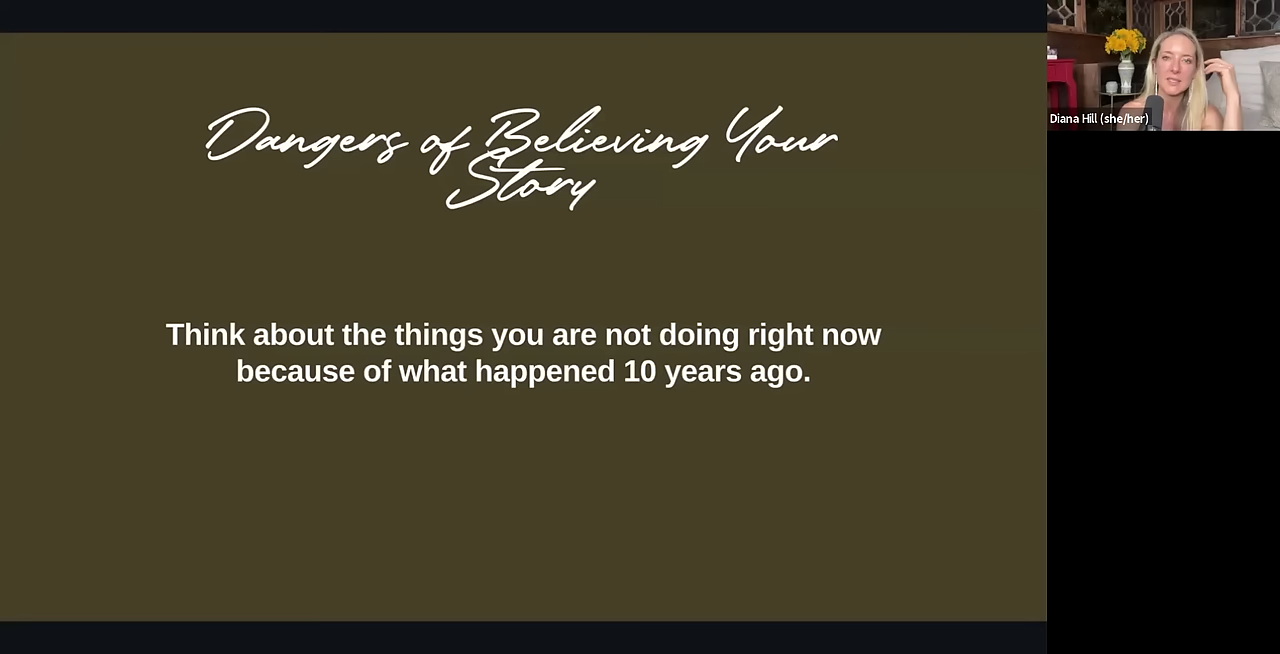 Dangers of Believing Your
Story
Think about the things you are not doing right now
because of what happened 10 years ago.
Diana Hill (she/her)